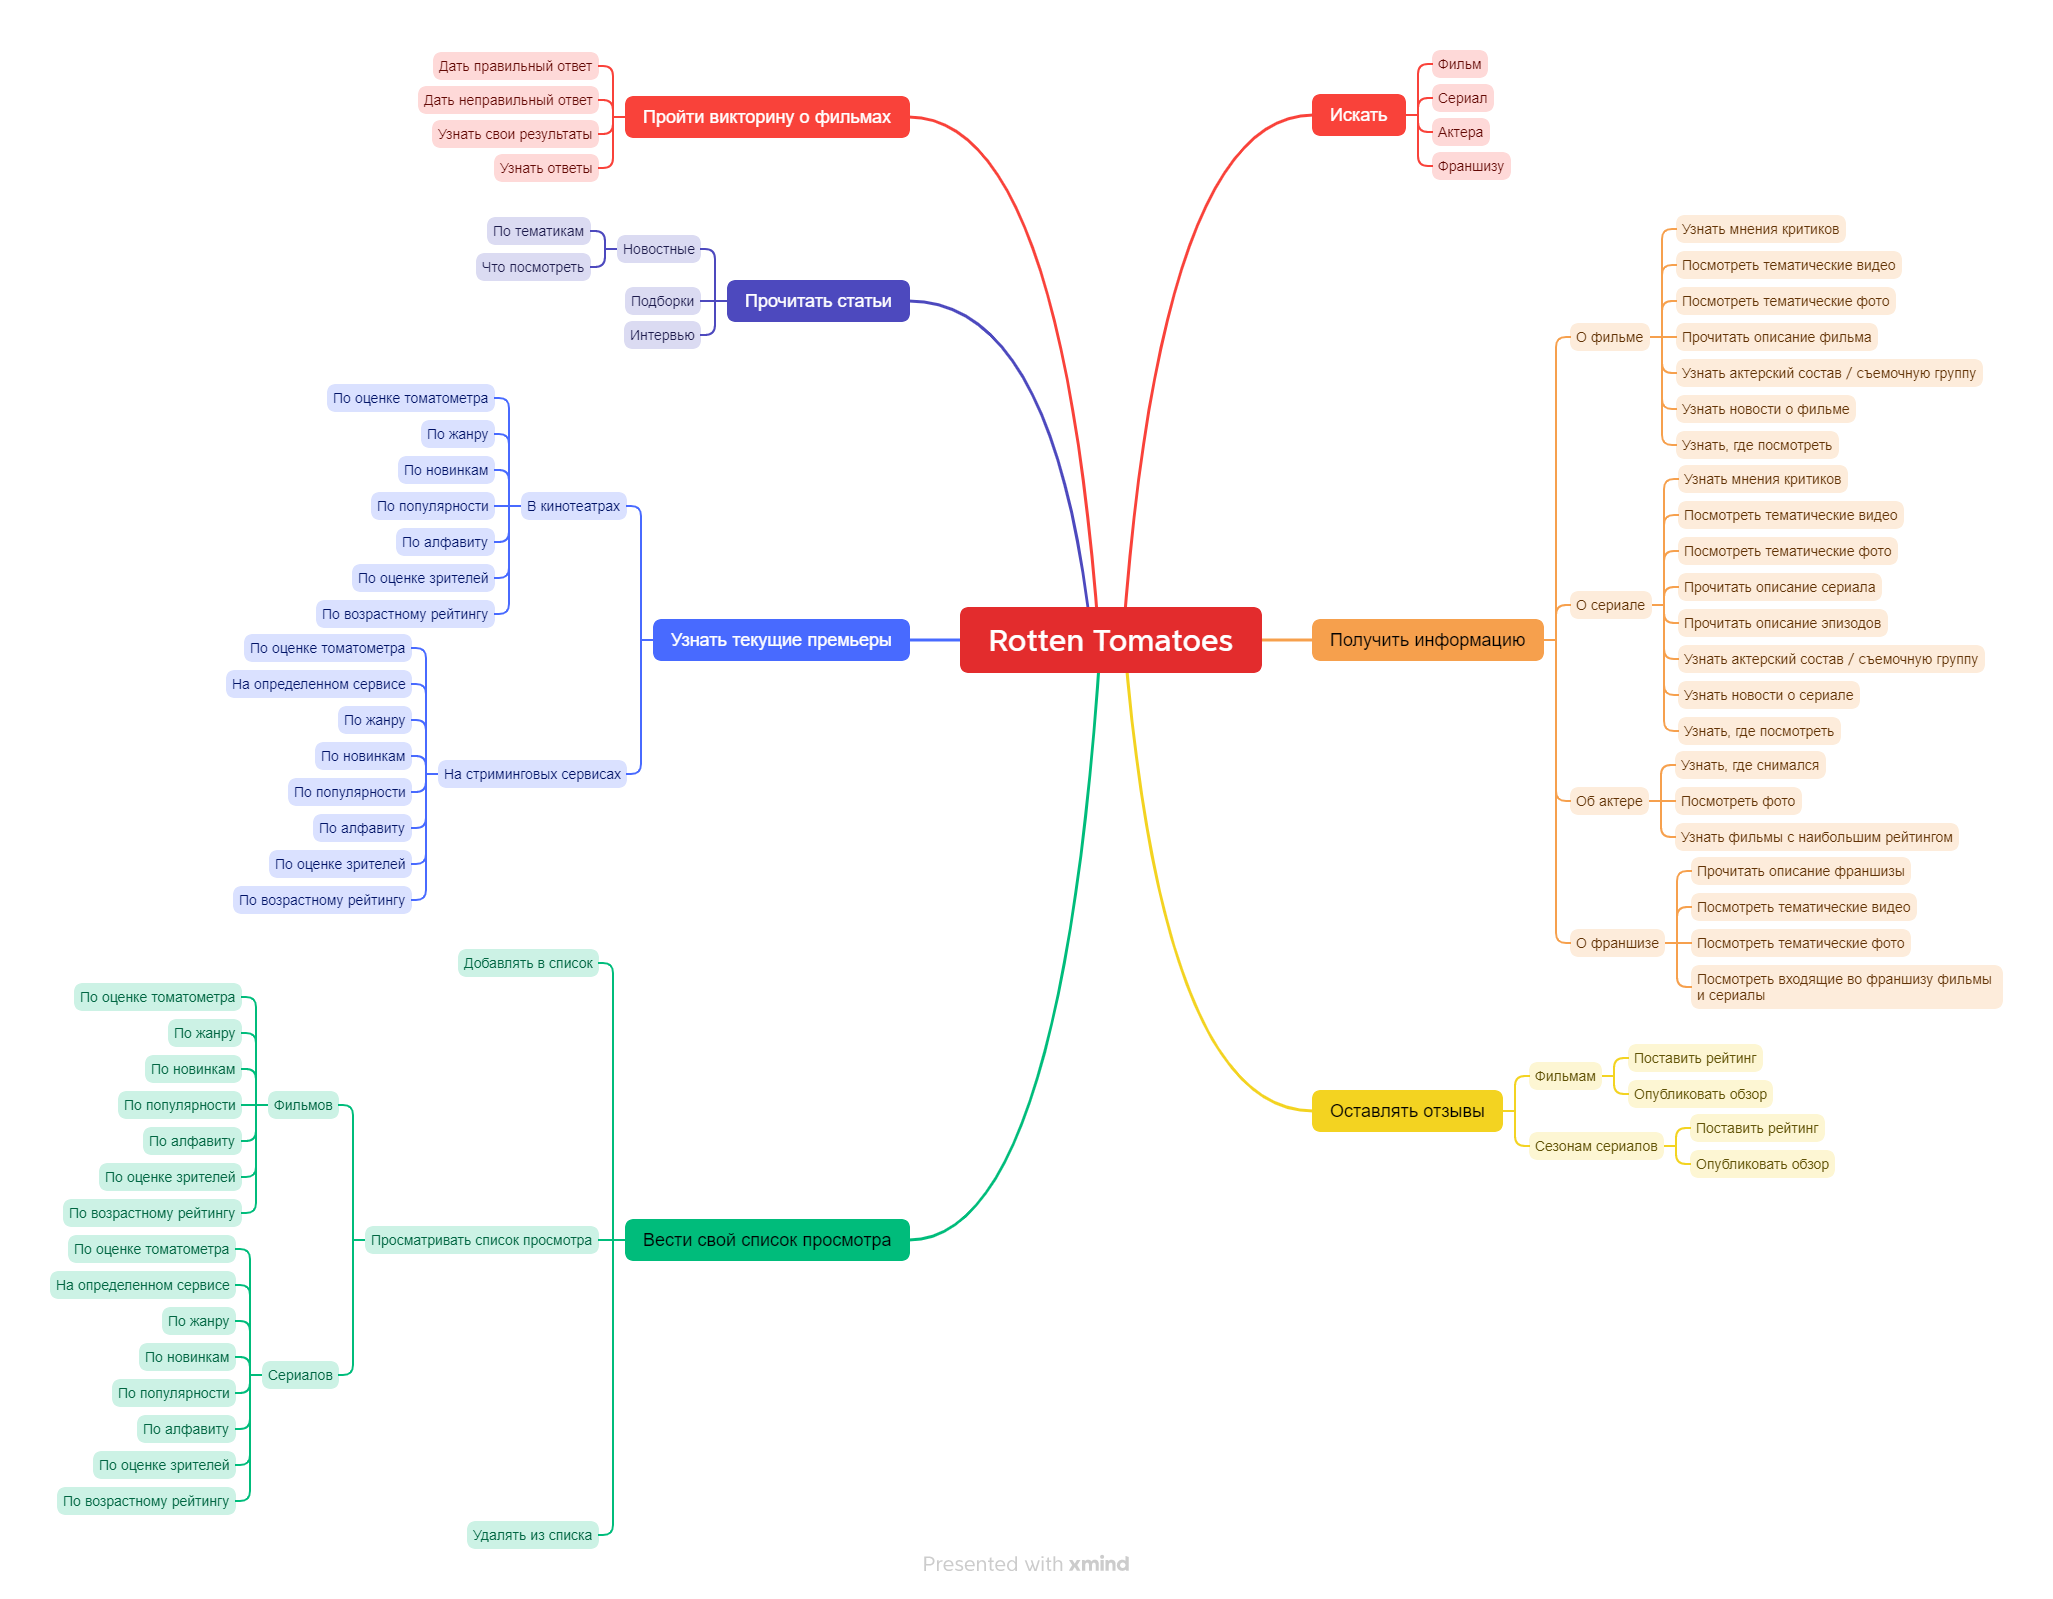 Rotten Tomatoes
Искать
Фильм
Сериал
Актера
Франшизу
Получить информацию
О фильме
Узнать мнения критиков
Посмотреть тематические видео
Посмотреть тематические фото
Прочитать описание фильма
Узнать актерский состав / съемочную группу
Узнать новости о фильме
Узнать, где посмотреть
О сериале
Узнать мнения критиков
Посмотреть тематические видео
Посмотреть тематические фото
Прочитать описание сериала
Прочитать описание эпизодов
Узнать актерский состав / съемочную группу
Узнать новости о сериале
Узнать, где посмотреть
Об актере
Узнать, где снимался
Посмотреть фото
Узнать фильмы с наибольшим рейтингом
О франшизе
Прочитать описание франшизы
Посмотреть тематические видео
Посмотреть тематические фото
Посмотреть входящие во франшизу фильмы
и сериалы
Оставлять отзывы
Фильмам
Поставить рейтинг
Опубликовать обзор
Сезонам сериалов
Поставить рейтинг
Опубликовать обзор
Пройти викторину о фильмах
Дать правильный ответ
Дать неправильный ответ
Узнать свои результаты
Узнать ответы
Прочитать статьи
Новостные
По тематикам
Что посмотреть
Подборки
Интервью
Узнать текущие премьеры
В кинотеатрах
По оценке томатометра
По жанру
По новинкам
По популярности
По алфавиту
По оценке зрителей
По возрастному рейтингу
На стриминговых сервисах
По оценке томатометра
На определенном сервисе
По жанру
По новинкам
По популярности
По алфавиту
По оценке зрителей
По возрастному рейтингу
Вести свой список просмотра
Добавлять в список
Просматривать список просмотра
Фильмов
По оценке томатометра
По жанру
По новинкам
По популярности
По алфавиту
По оценке зрителей
По возрастному рейтингу
Сериалов
По оценке томатометра
На определенном сервисе
По жанру
По новинкам
По популярности
По алфавиту
По оценке зрителей
По возрастному рейтингу
Удалять из списка
Presented with xmind